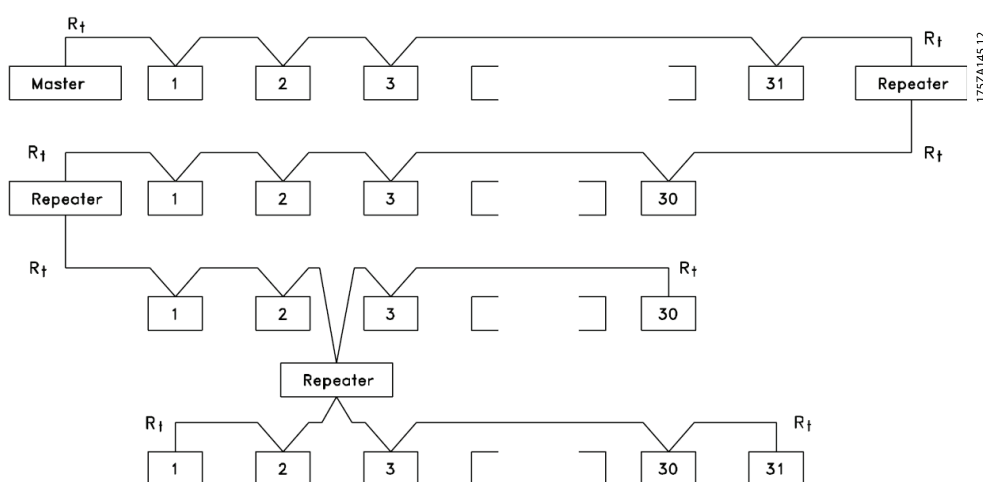 Rt
Rt
Master 1 2 3 31 Repeater
175ZA145.12
Rt Rt
Repeater 1 2 3 30
Rt Rt
1 2 3 30
Repeater
Rt Rt
1 2 3 30 31